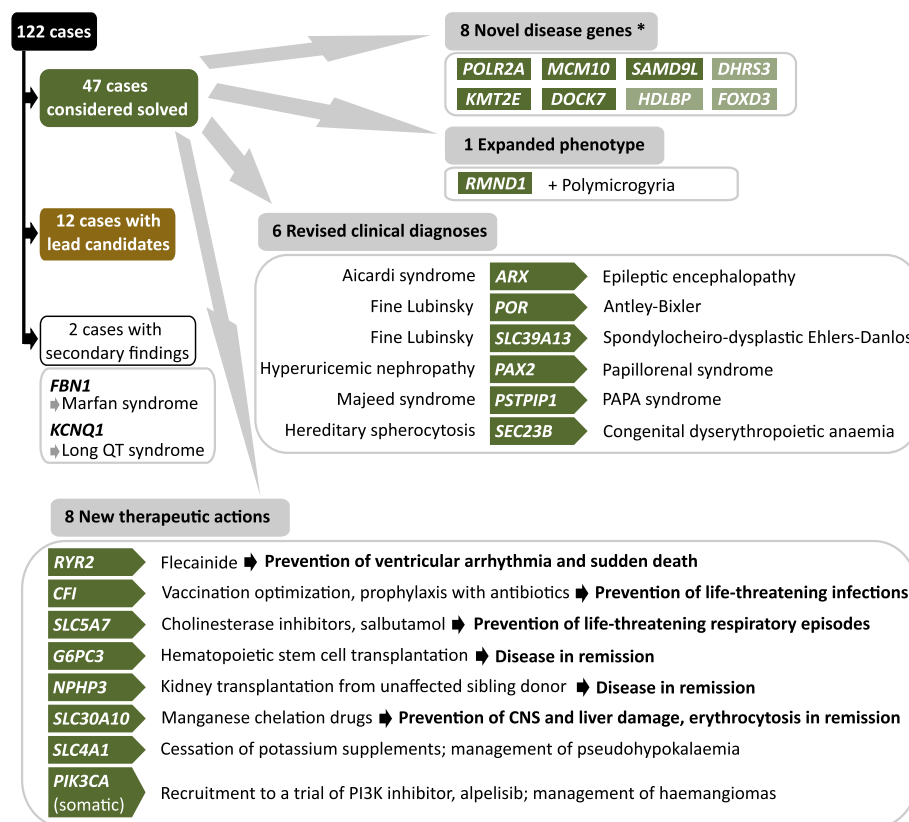 122 cases
47 cases
considered solved
12 cases with
lead candidates
2 cases with
secondary findings
FBN1
Marfan syndrome
KCNQ1
Long QT syndrome
8 Novel disease genes *
POLR2A MCM10 SAMD9L DHRS3
KMT2E DOCK7 HDLBP FOXD3
1 Expanded phenotype
RMND1 + Polymicrogyria
6 Revised clinical diagnoses
Aicardi syndrome ARX Epileptic encephalopathy
Fine Lubinsky POR Antley-Bixler
Fine Lubinsky SLC39A13 Spondylocheiro-dysplastic Ehlers-Danlos
Hyperuricemic nephropathy PAX2 Papillorenal syndrome
Majeed syndrome PSTPIP1 PAPA syndrome
Hereditary spherocytosis SEC23B Congenital dyserythropoietic anaemia
8 New therapeutic actions
RYR2 Flecainide Prevention of ventricular arrhythmia and sudden death
CFI Vaccination optimization, prophylaxis with antibiotics Prevention of life-threatening infections
SLC5A7 Cholinesterase inhibitors, salbutamol Prevention of life-threatening respiratory episodes
G6PC3 Hematopoietic stem cell transplantation Disease in remission
NPHP3 Kidney transplantation from unaffected sibling donor Disease in remission
SLC30A10 Manganese chelation drugs Prevention of CNS and liver damage, erythrocytosis in remission
SLC4A1 Cessation of potassium supplements; management of pseudohypokalaemia
PIK3CA
(somatic) Recruitment to a trial of PI3K inhibitor, alpelisib; management of haemangiomas